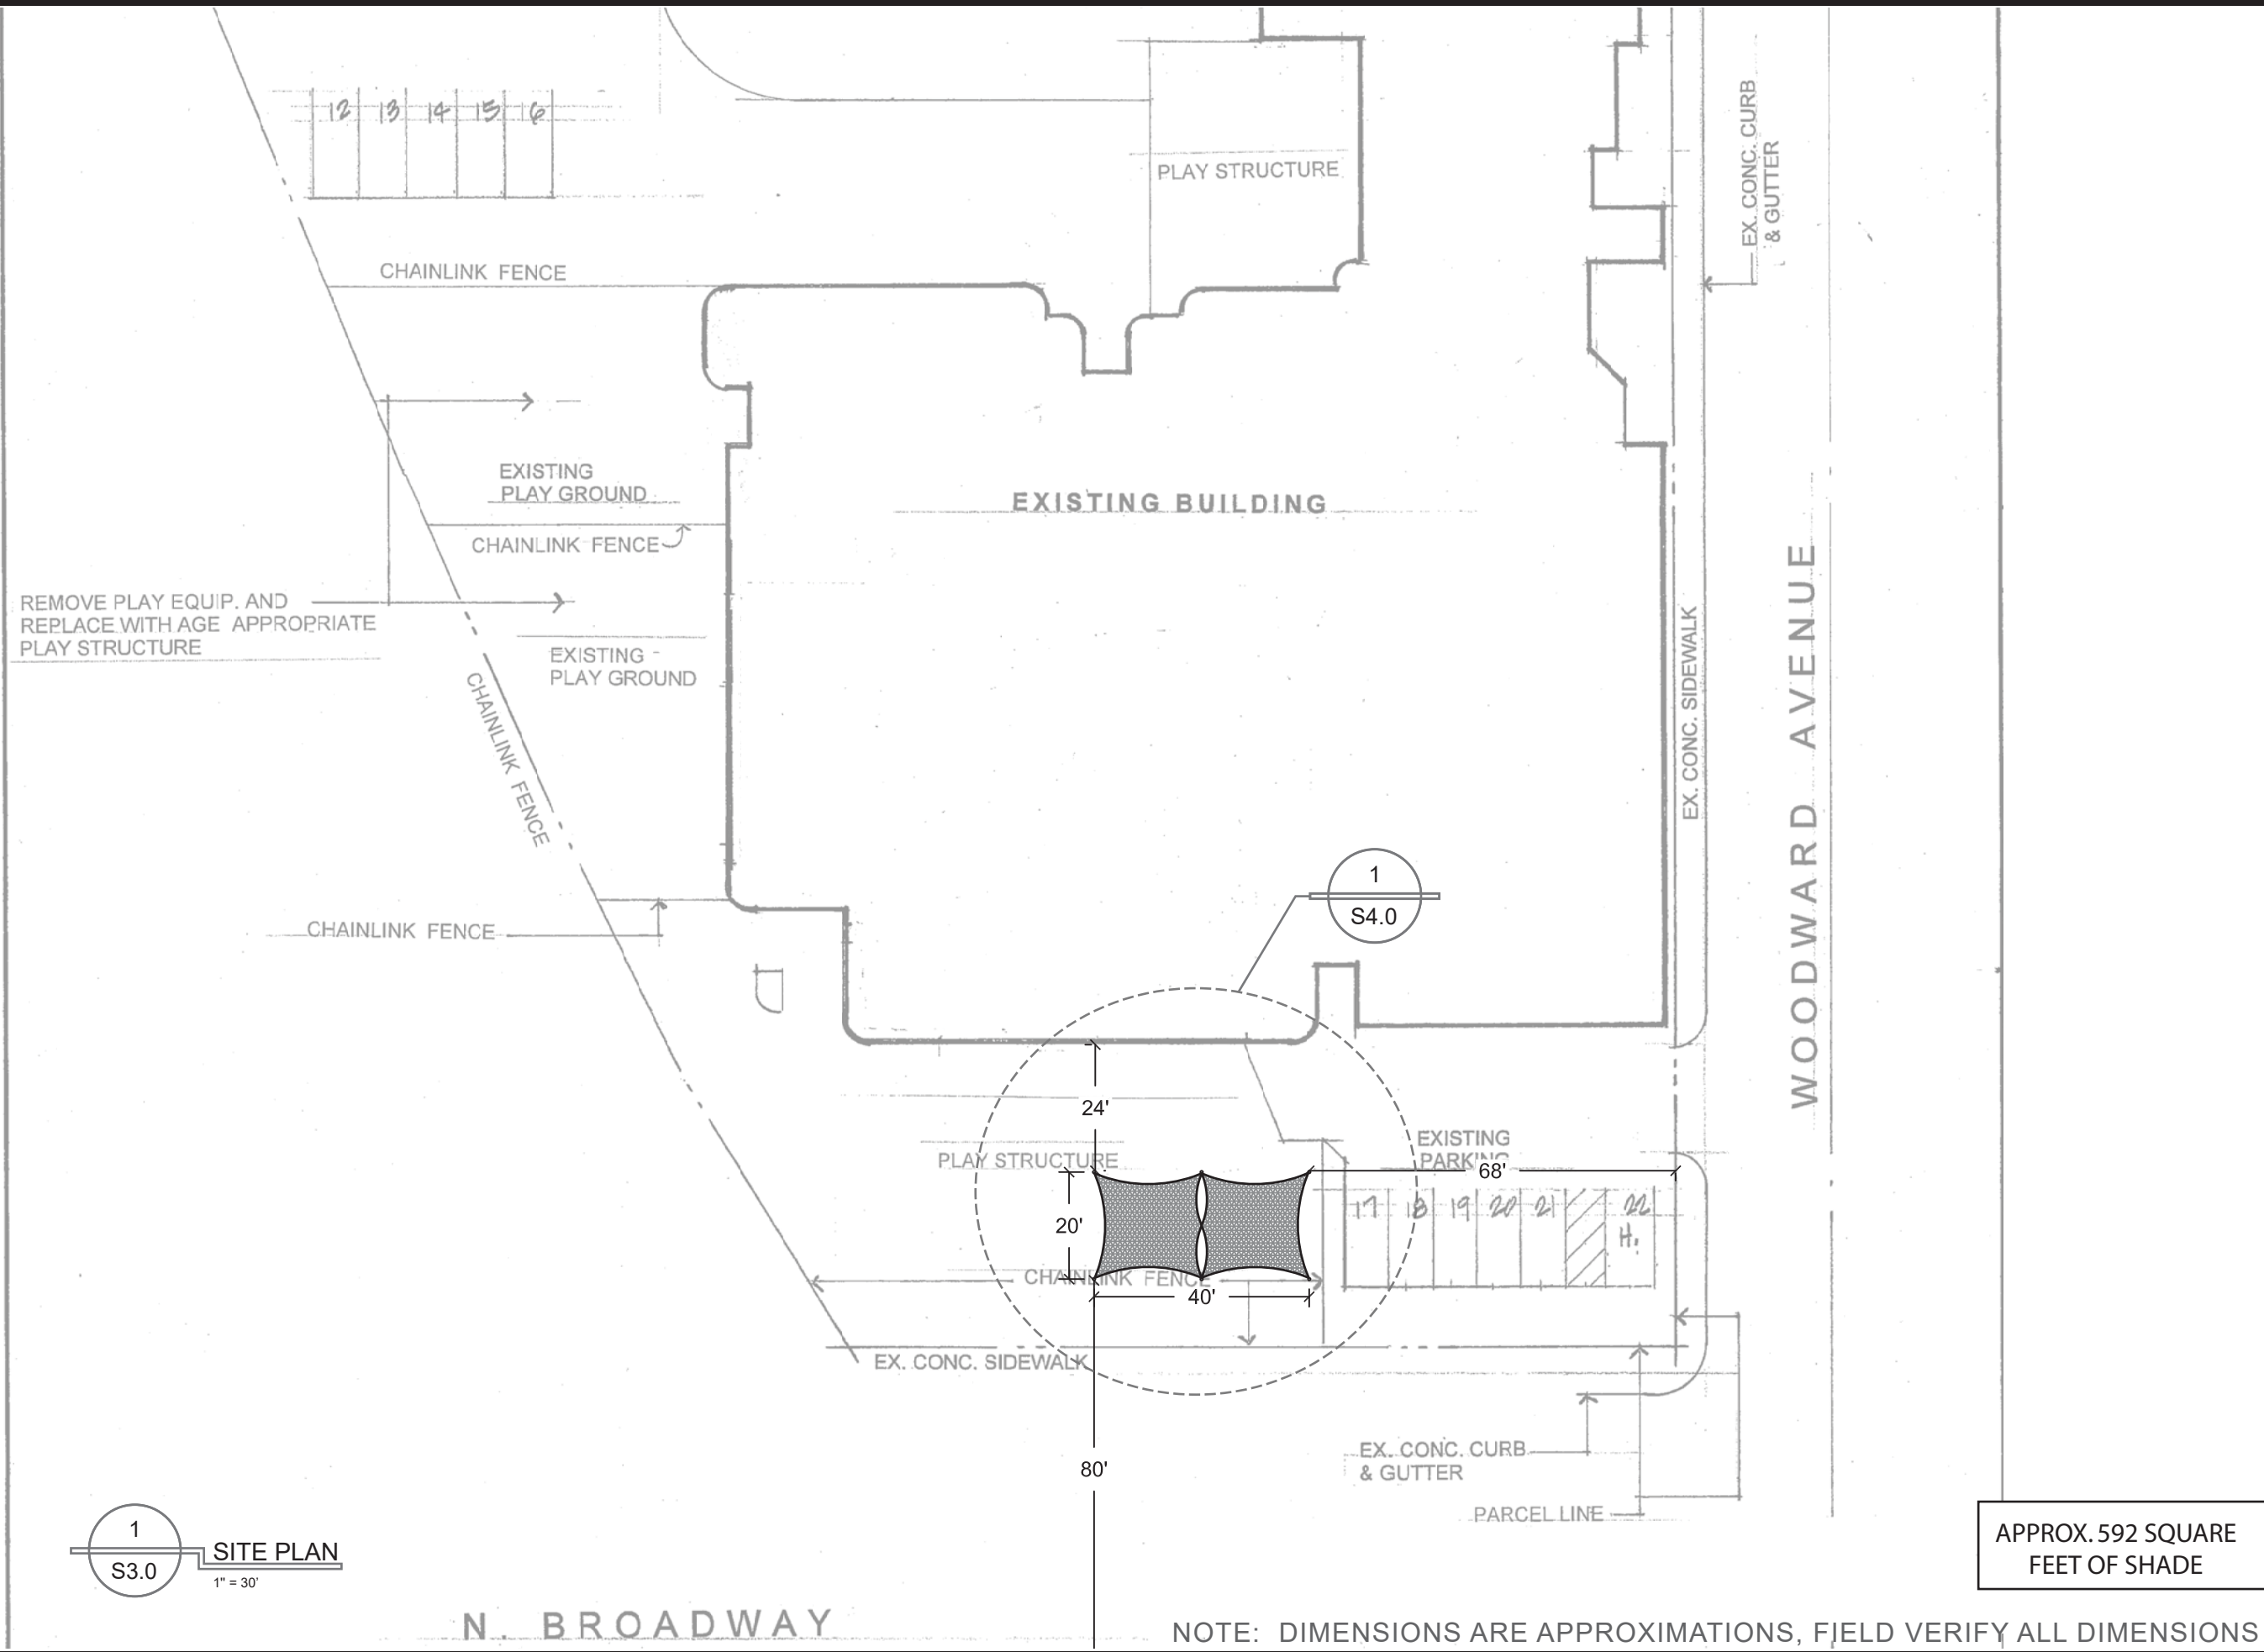 12 13 14 15 16
PLAY STRUCTURE
EX. CONC. CURB
& GUTTER
CHAINLINK FENCE
EXISTING
PLAY GROUND
EXISTING BUILDING
CHAINLINK FENCE
REMOVE PLAY EQUIP. AND
REPLACE WITH AGE APPROPRIATE
PLAY STRUCTURE
EXISTING
PLAY GROUND
CHAINLINK FENCE
EX. CONC. SIDEWALK
WOODWARD AVENUE
1
S4.0
CHAINLINK FENCE
24'
PLAY STRUCTURE
EXISTING
PARKING
68'
20'
17 18 19 20 21 22
H.
CHAINLINK FENCE
40'
EX. CONC. SIDEWALK
80'
EX. CONC. CURB
& GUTTER
PARCEL LINE
1
S3.0
SITE PLAN
1" = 30'
APPROX. 592 SQUARE
FEET OF SHADE
N. BROADWAY
NOTE: DIMENSIONS ARE APPROXIMATIONS, FIELD VERIFY ALL DIMENSIONS